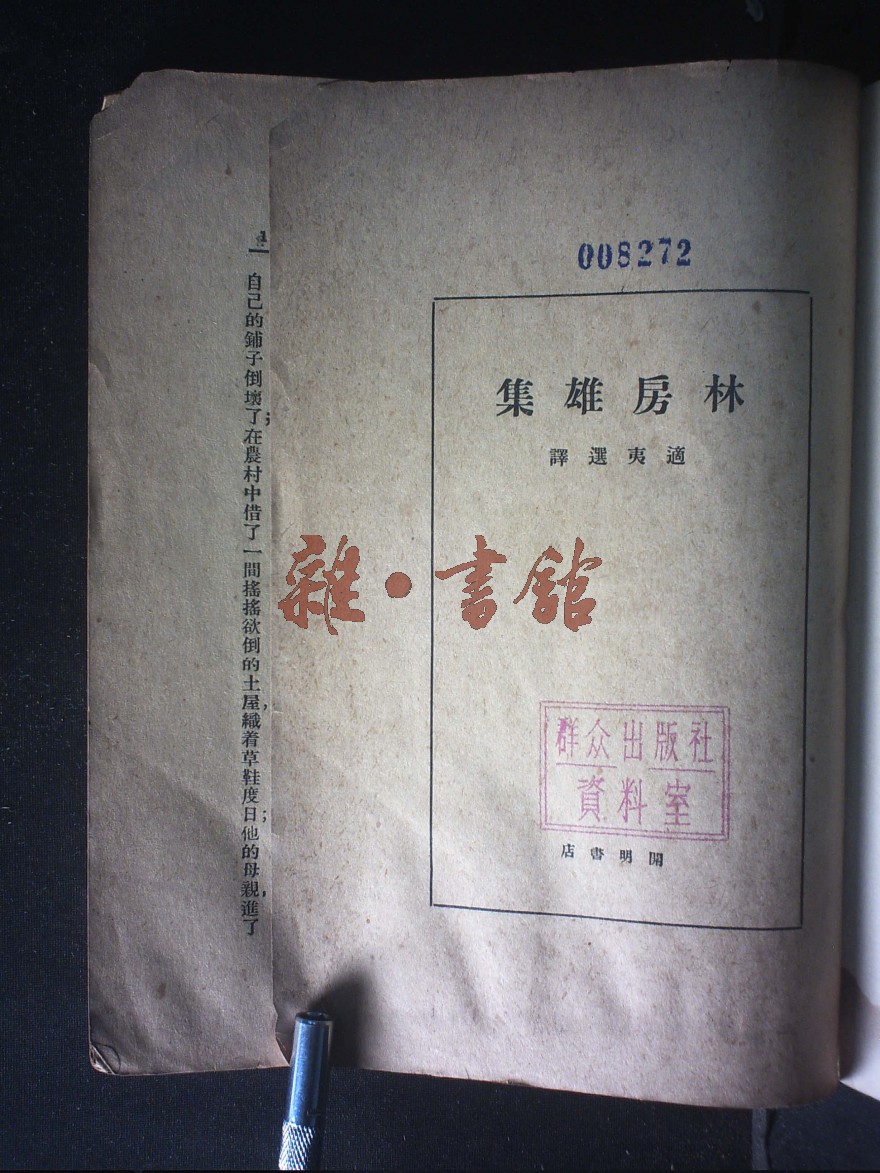 008272
林房雄集
適夷選譯
雜·書館
群众出版社
資料室
開明書店
自己的鋪子倒壞了在農村中借了一間搖搖欲倒的土屋，織着草鞋度日；他的母親，進了